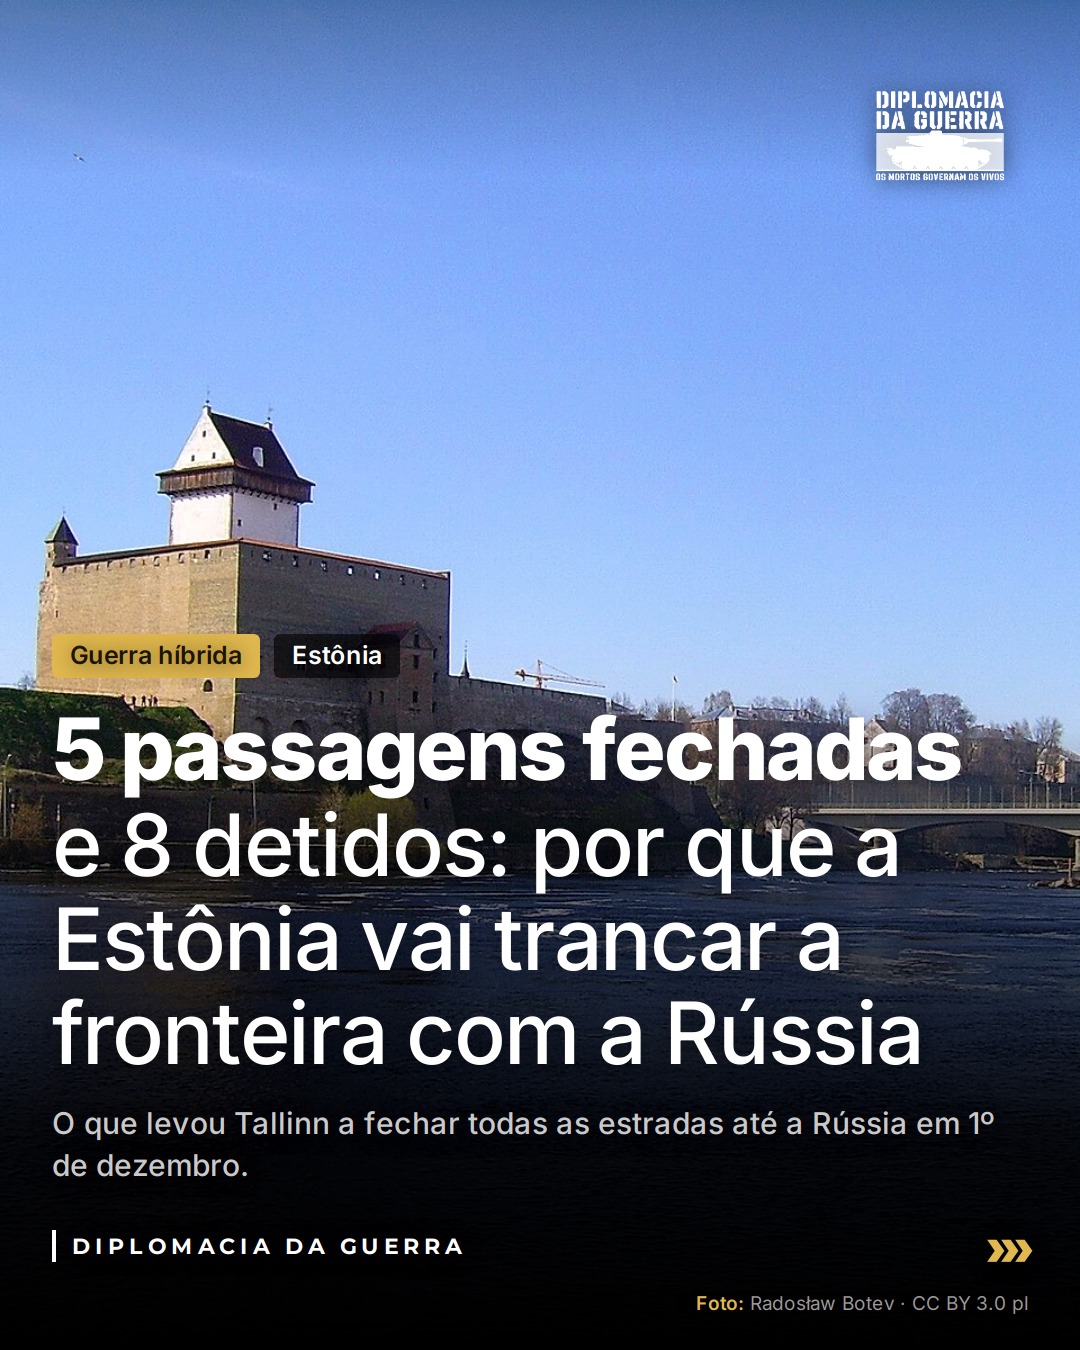 DIPLOMACIA
DA GUERRA
OS MORTOS GOVERNAM OS VIVOS
Guerra híbrida
Estônia
5 passagens fechadas
e 8 detidos: por que a
Estônia vai trancar a
fronteira com a Rússia
O que levou Tallinn a fechar todas as estradas até a Rússia em 1º
de dezembro.
DIPLOMACIA DA GUERRA
Foto: Radosław Botev · CC BY 3.0 pl